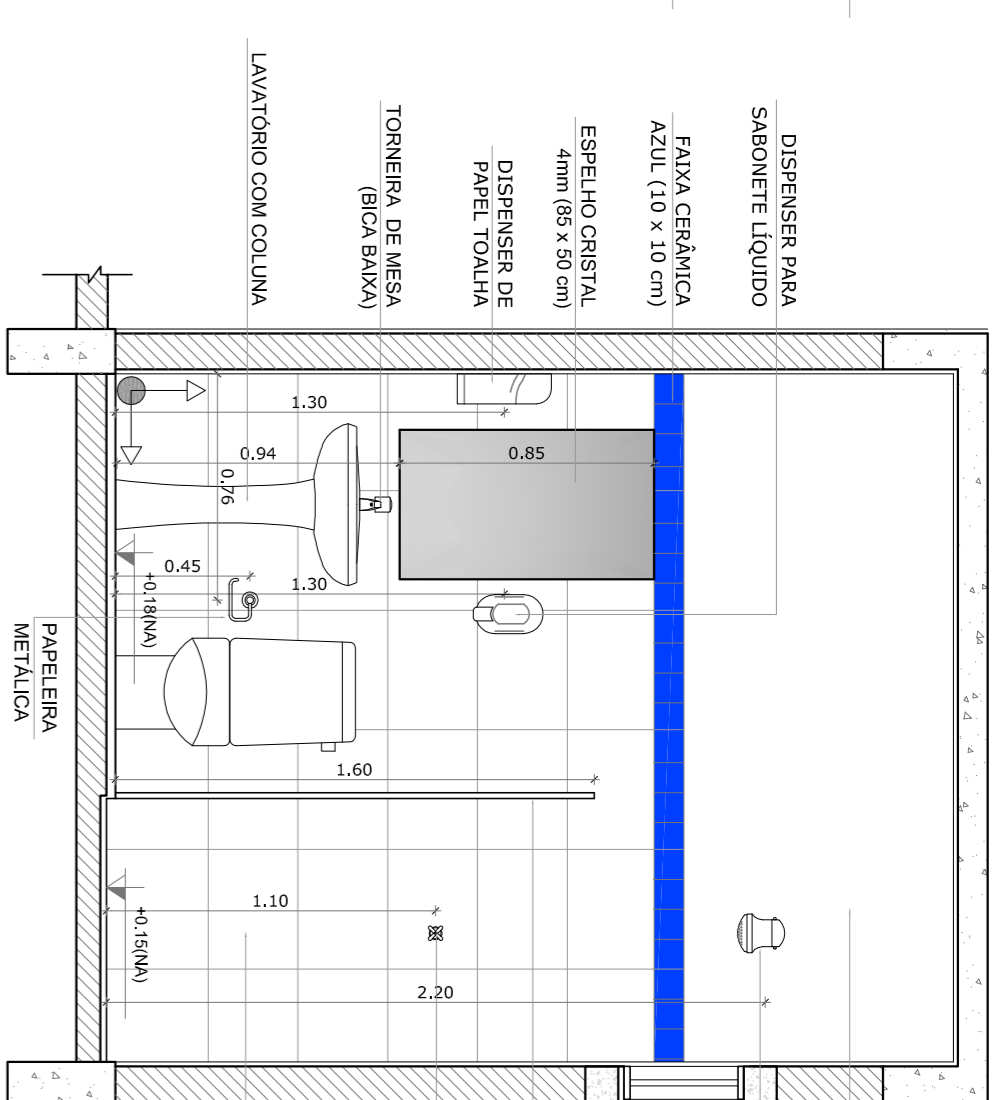 DISPENSER PARA
SABONETE LÍQUIDO
FAIXA CERÂMICA
AZUL (10 x 10 cm)
ESPELHO CRISTAL
4mm (85 x 50 cm)
DISPENSER DE
PAPEL TOALHA
TORNEIRA DE MESA
(BICA BAIXA)
LAVATÓRIO COM COLUNA
1.30
0.94
0.85
0.76
0.45
1.30
+0.18(NA)
PAPELEIRA
METÁLICA
1.60
1.10
+0.15(NA)
2.20